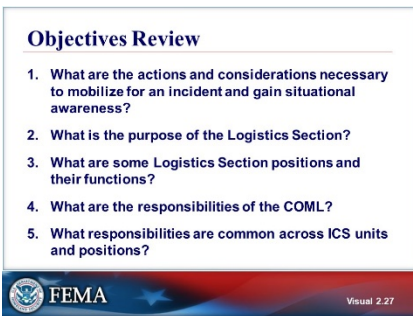 Objectives Review
1. What are the actions and considerations necessary
to mobilize for an incident and gain situational
awareness?
2. What is the purpose of the Logistics Section?
3. What are some Logistics Section positions and
their functions?
4. What are the responsibilities of the COML?
5. What responsibilities are common across ICS units
and positions?
FEMA
Visual 2.27